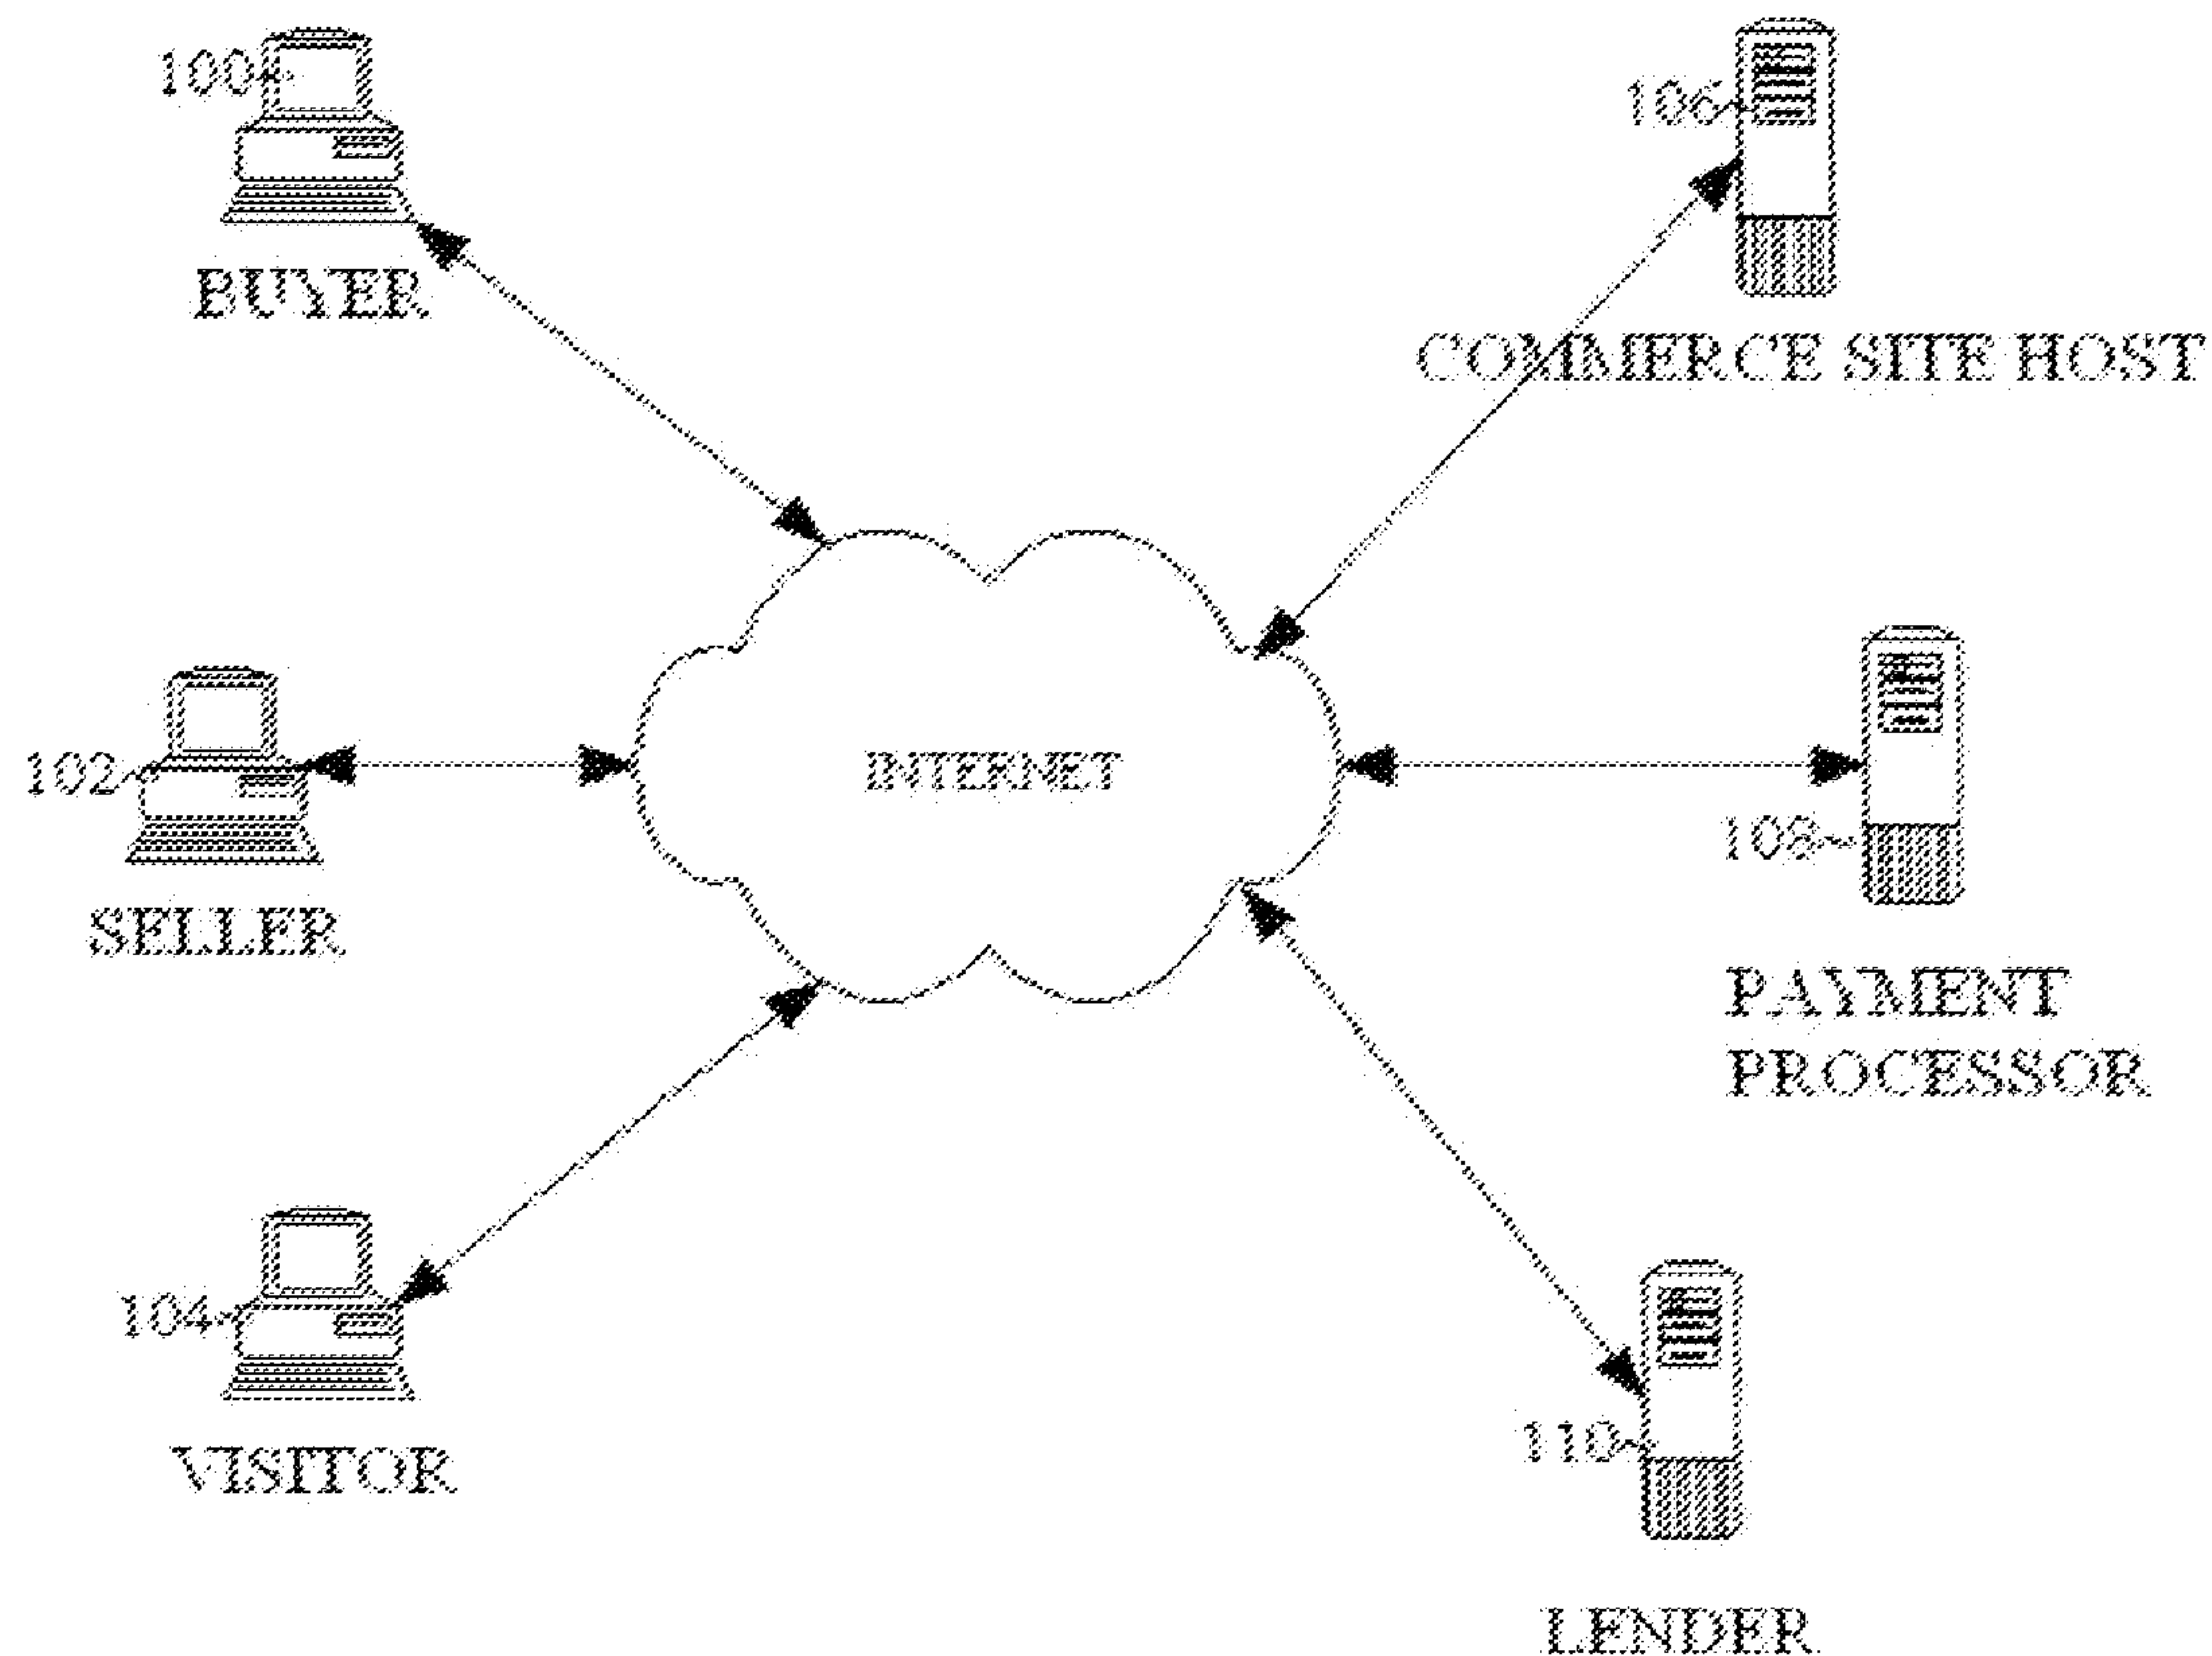 100
BUYER
106
COMMERCE SITE HOST
102
SELLER
INTERNET
108
PAYMENT
PROCESSOR
104
VISITOR
110
LENDER